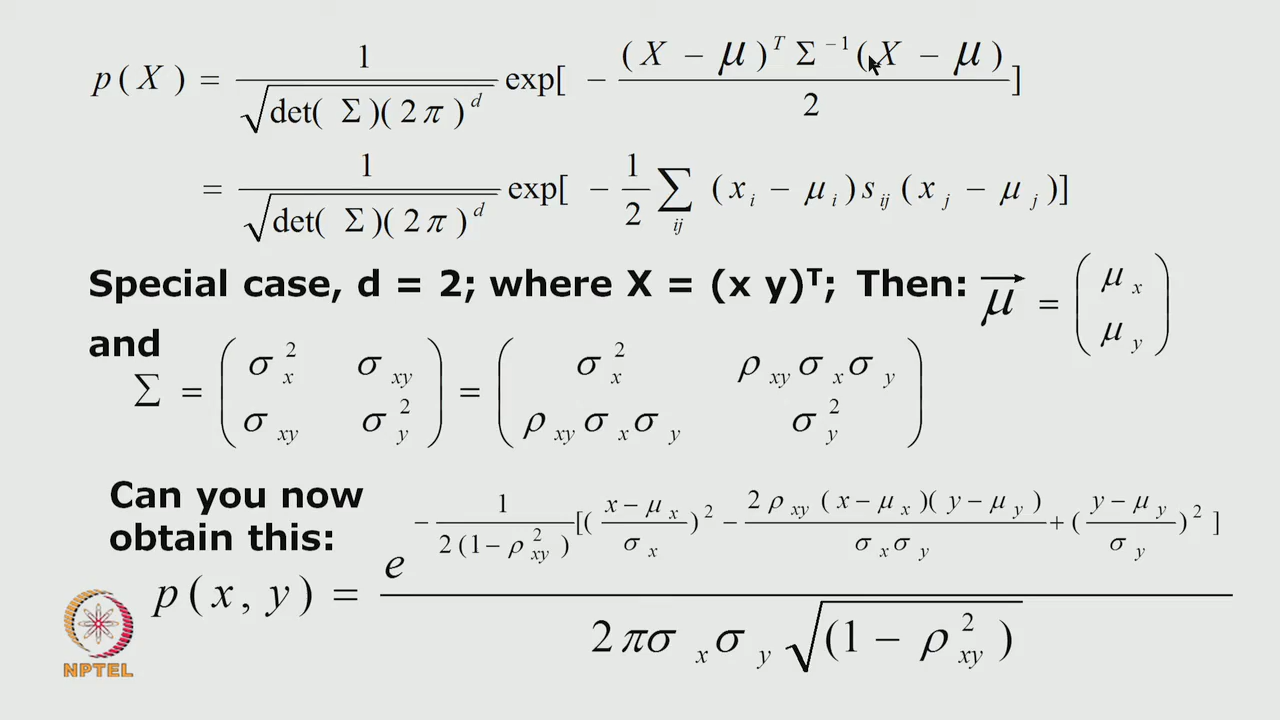 p(X) = 1 / √(det(Σ)(2π)^d) exp[ − (X − μ)^T Σ^−1 (X − μ) / 2 ]
= 1 / √(det(Σ)(2π)^d) exp[ − 1/2 ∑_ij (x_i − μ_i) s_ij (x_j − μ_j)]
Special case, d = 2; where X = (x y)^T; Then: μ⃗ = ( μ_x ; μ_y )
and
Σ = ( σ_x^2 σ_xy ; σ_xy σ_y^2 ) = ( σ_x^2 ρ_xy σ_x σ_y ; ρ_xy σ_x σ_y σ_y^2 )
Can you now
obtain this:
p(x, y) = e^{ − 1 / 2(1−ρ_xy^2) [( (x−μ_x) / σ_x )^2 − 2ρ_xy (x−μ_x)(y−μ_y) / σ_x σ_y + ( (y−μ_y) / σ_y )^2 ] } / 2πσ_x σ_y √(1 − ρ_xy^2)
NPTEL